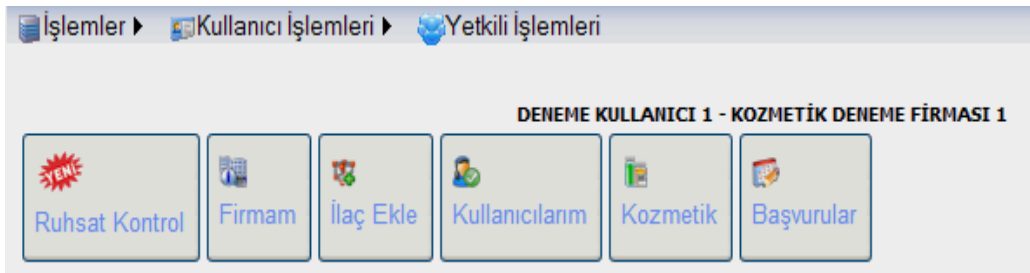 İşlemler Kullanıcı İşlemleri Yetkili İşlemleri
DENEME KULLANICI 1 - KOZMETİK DENEME FİRMASI 1
YENİ
Ruhsat Kontrol Firmam İlaç Ekle Kullanıcılarım Kozmetik Başvurular